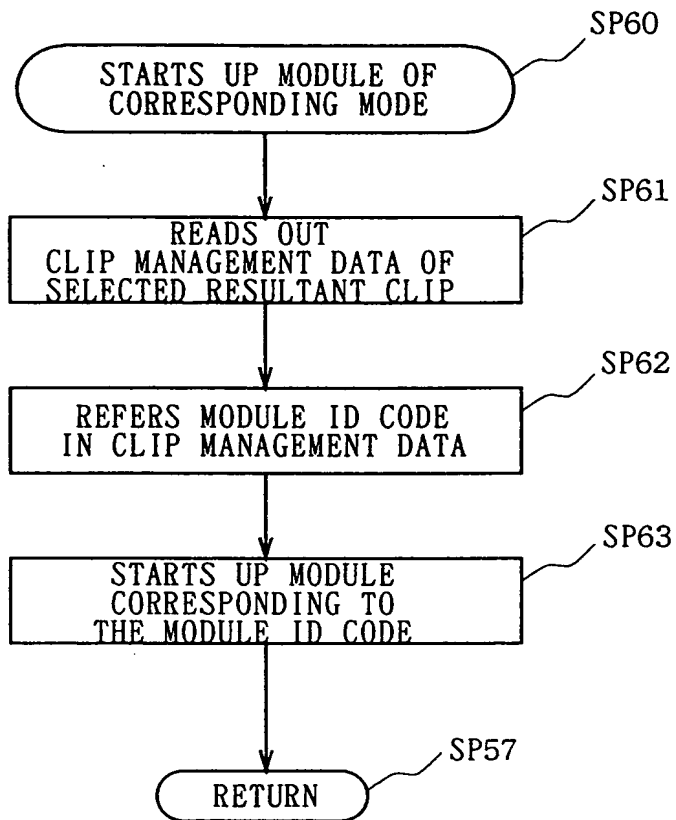 SP60
STARTS UP MODULE OF
CORRESPONDING MODE
SP61
READS OUT
CLIP MANAGEMENT DATA OF
SELECTED RESULTANT CLIP
SP62
REFERS MODULE ID CODE
IN CLIP MANAGEMENT DATA
SP63
STARTS UP MODULE
CORRESPONDING TO
THE MODULE ID CODE
SP57
RETURN